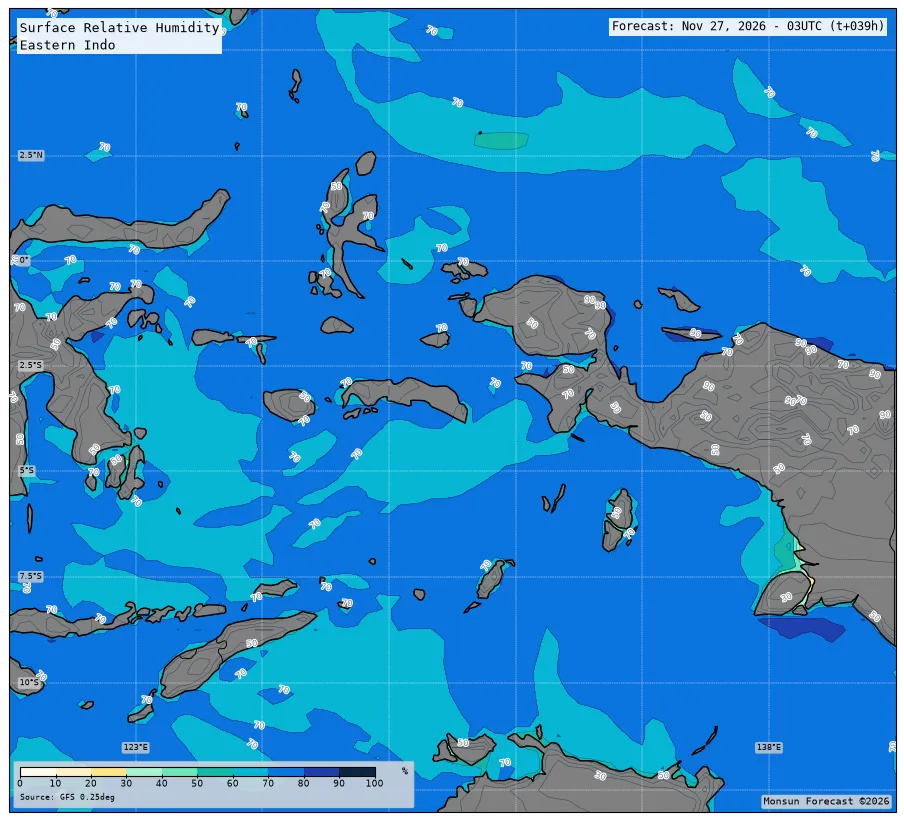 Surface Relative Humidity
Eastern Indo
Forecast: Nov 27, 2026 - 03UTC (t+039h)
2.5°N
0°
2.5°S
5°S
7.5°S
10°S
123°E
138°E
%
0 10 20 30 40 50 60 70 80 90 100
Source: GFS 0.25deg
Monsun Forecast ©2026